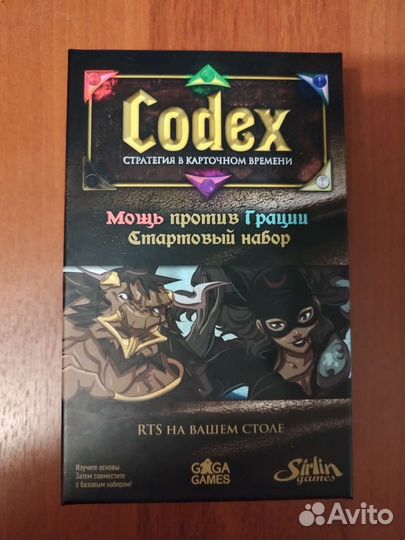 Codex
СТРАТЕГИЯ В КАРТОЧНОМ ВРЕМЕНИ
Мощь против Грации
Стартовый набор
RTS НА ВАШЕМ СТОЛЕ
Изучите основы.
Затем совместите
с базовым набором!
GAGA
GAMES
Sirlin
games
Avito